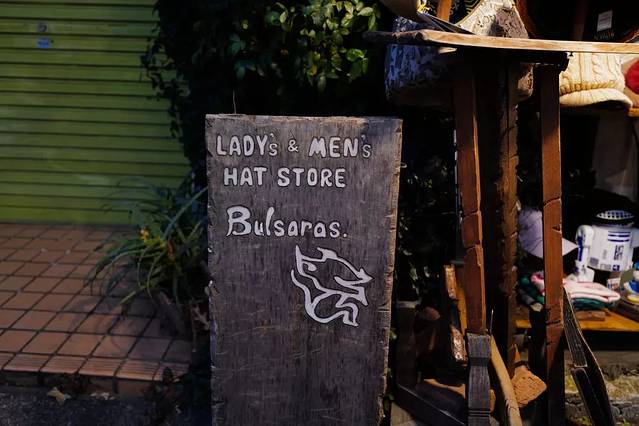 LADY's & MEN's
HAT STORE
Bulsaras.